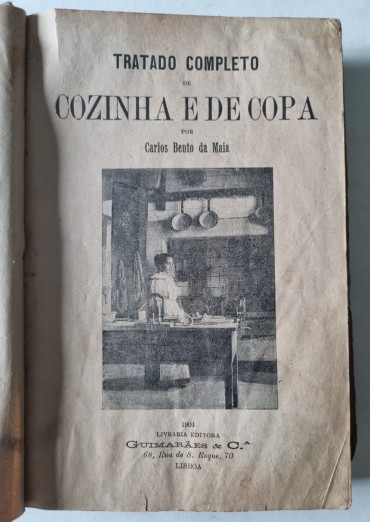 TRATADO COMPLETO
DE
COZINHA E DE COPA
POR
Carlos Bento da Maia
1904
LIVRARIA EDITORA
GUIMARÃES & C.ª
68, Rua de S. Roque, 70
LISBOA